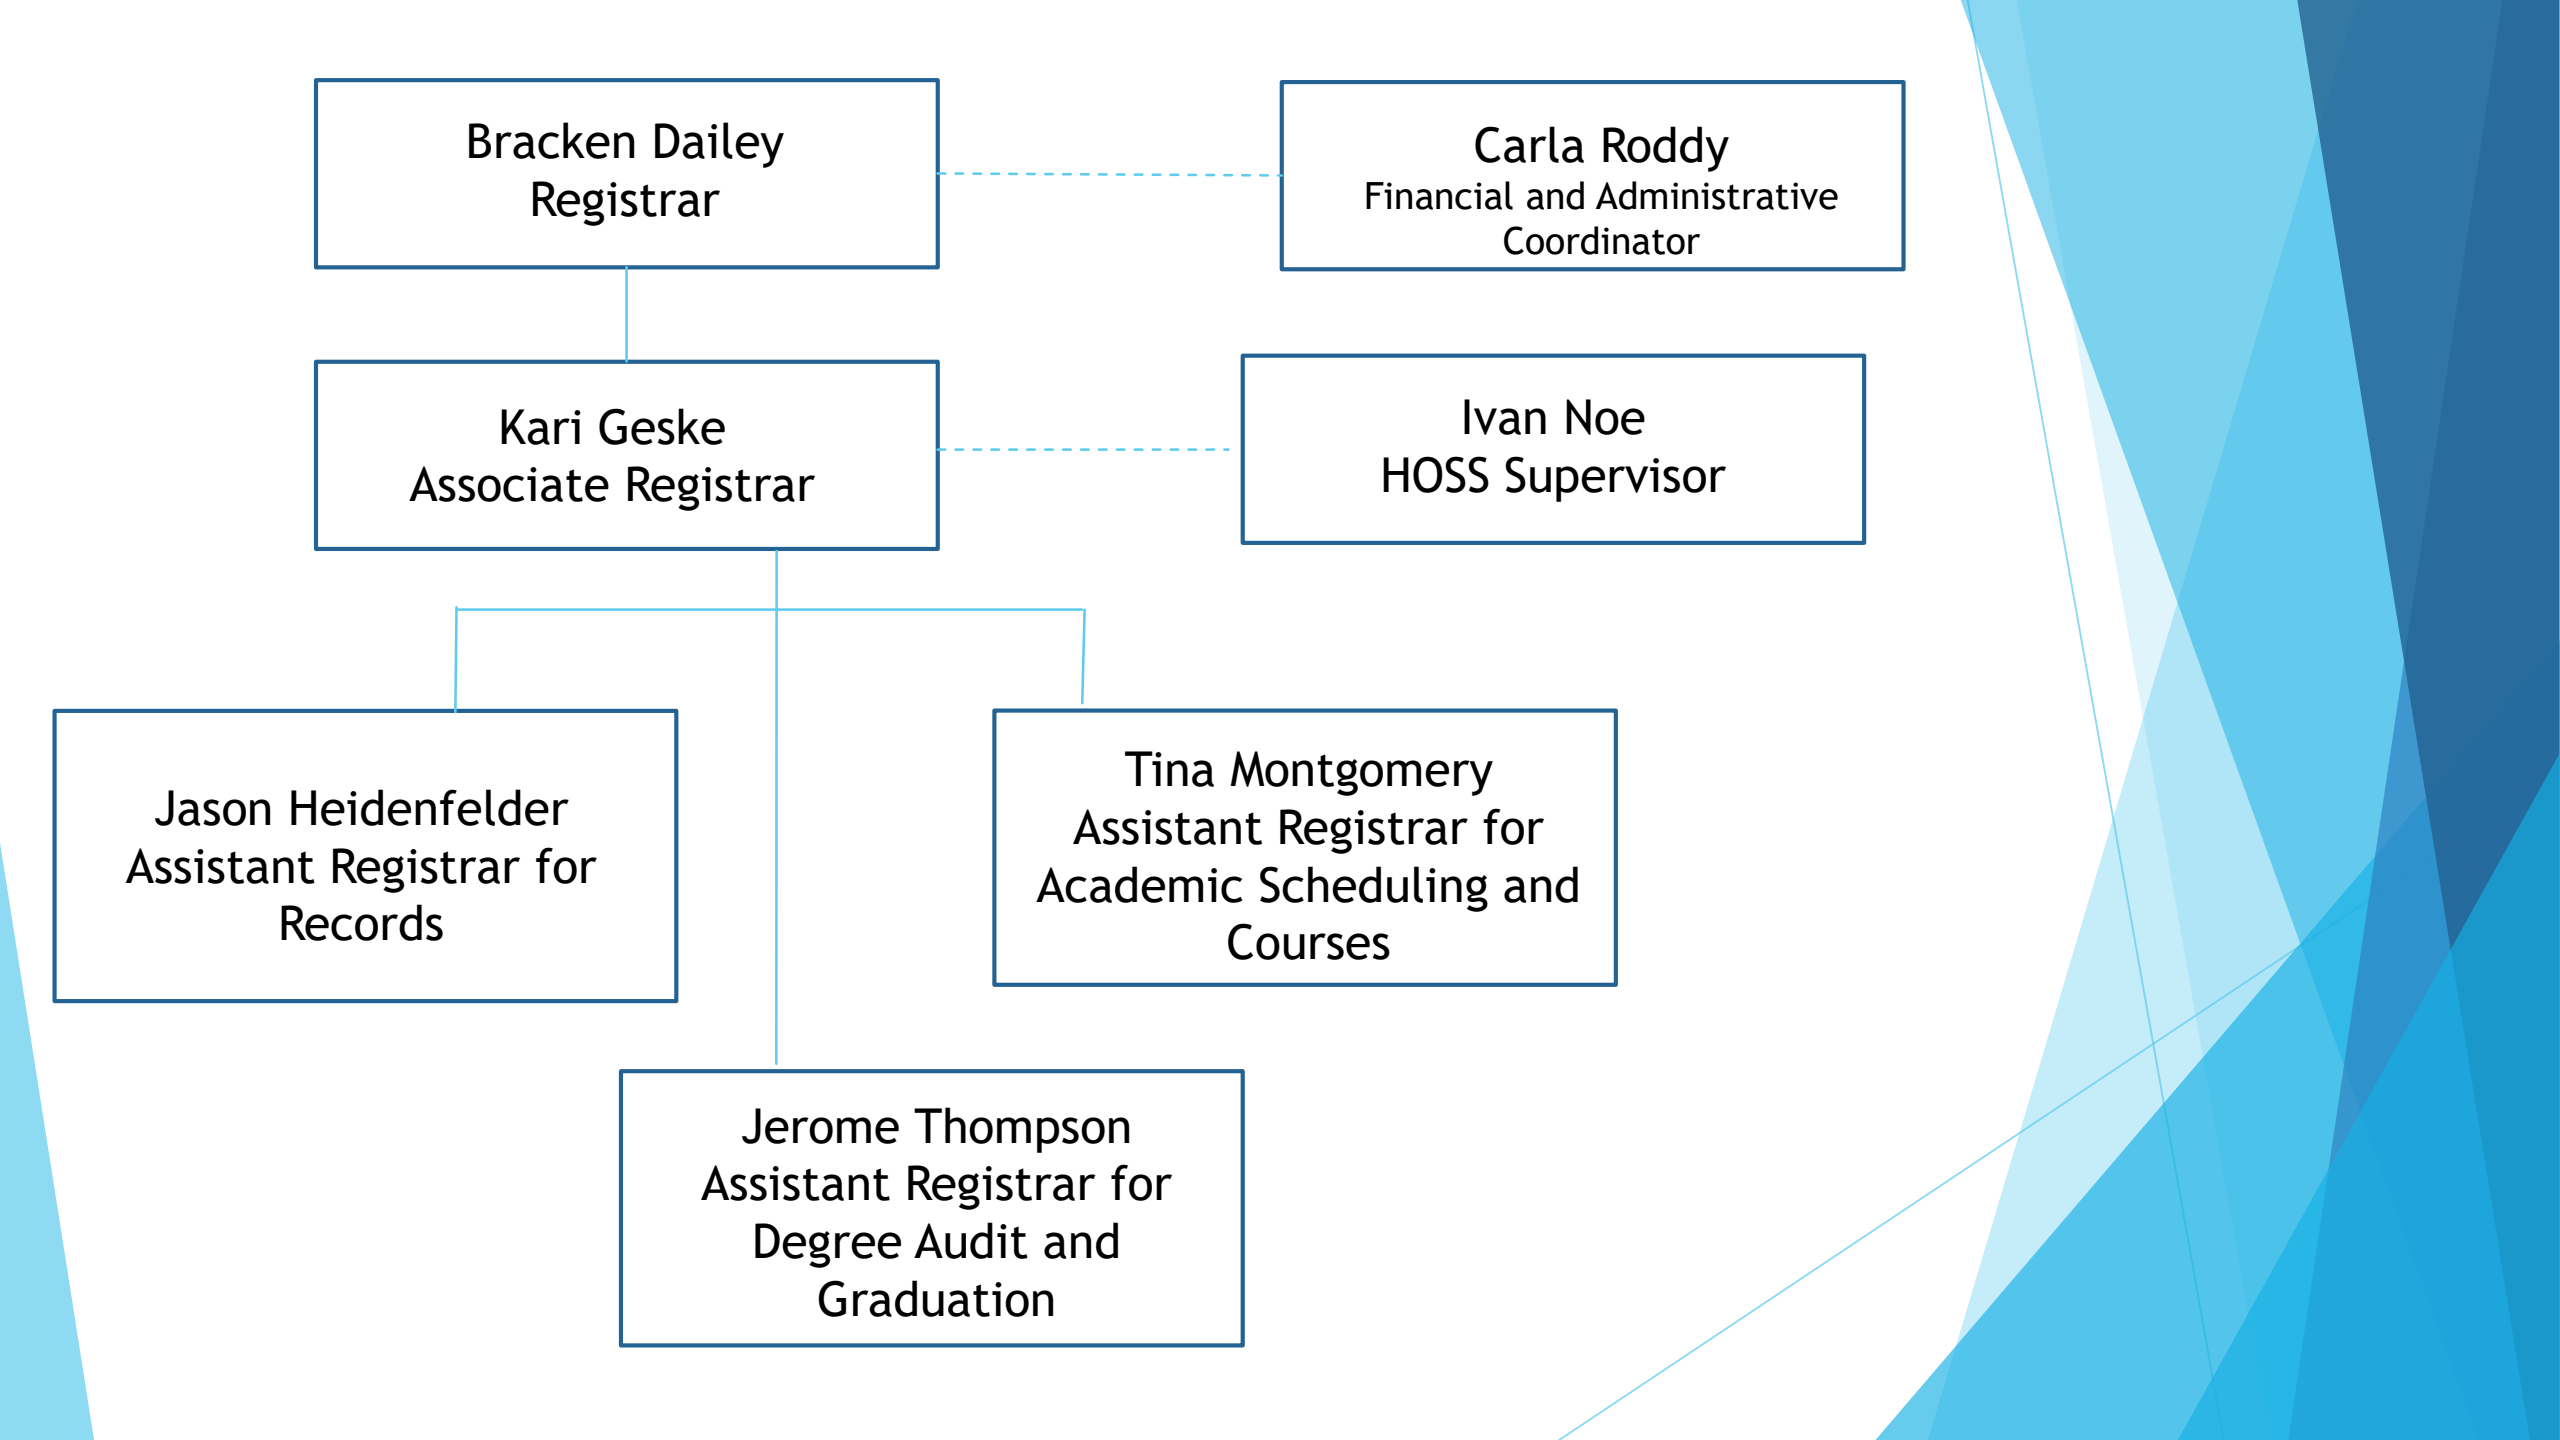 Bracken Dailey
Registrar
Carla Roddy
Financial and Administrative
Coordinator
Kari Geske
Associate Registrar
Ivan Noe
HOSS Supervisor
Jason Heidenfelder
Assistant Registrar for
Records
Tina Montgomery
Assistant Registrar for
Academic Scheduling and
Courses
Jerome Thompson
Assistant Registrar for
Degree Audit and
Graduation